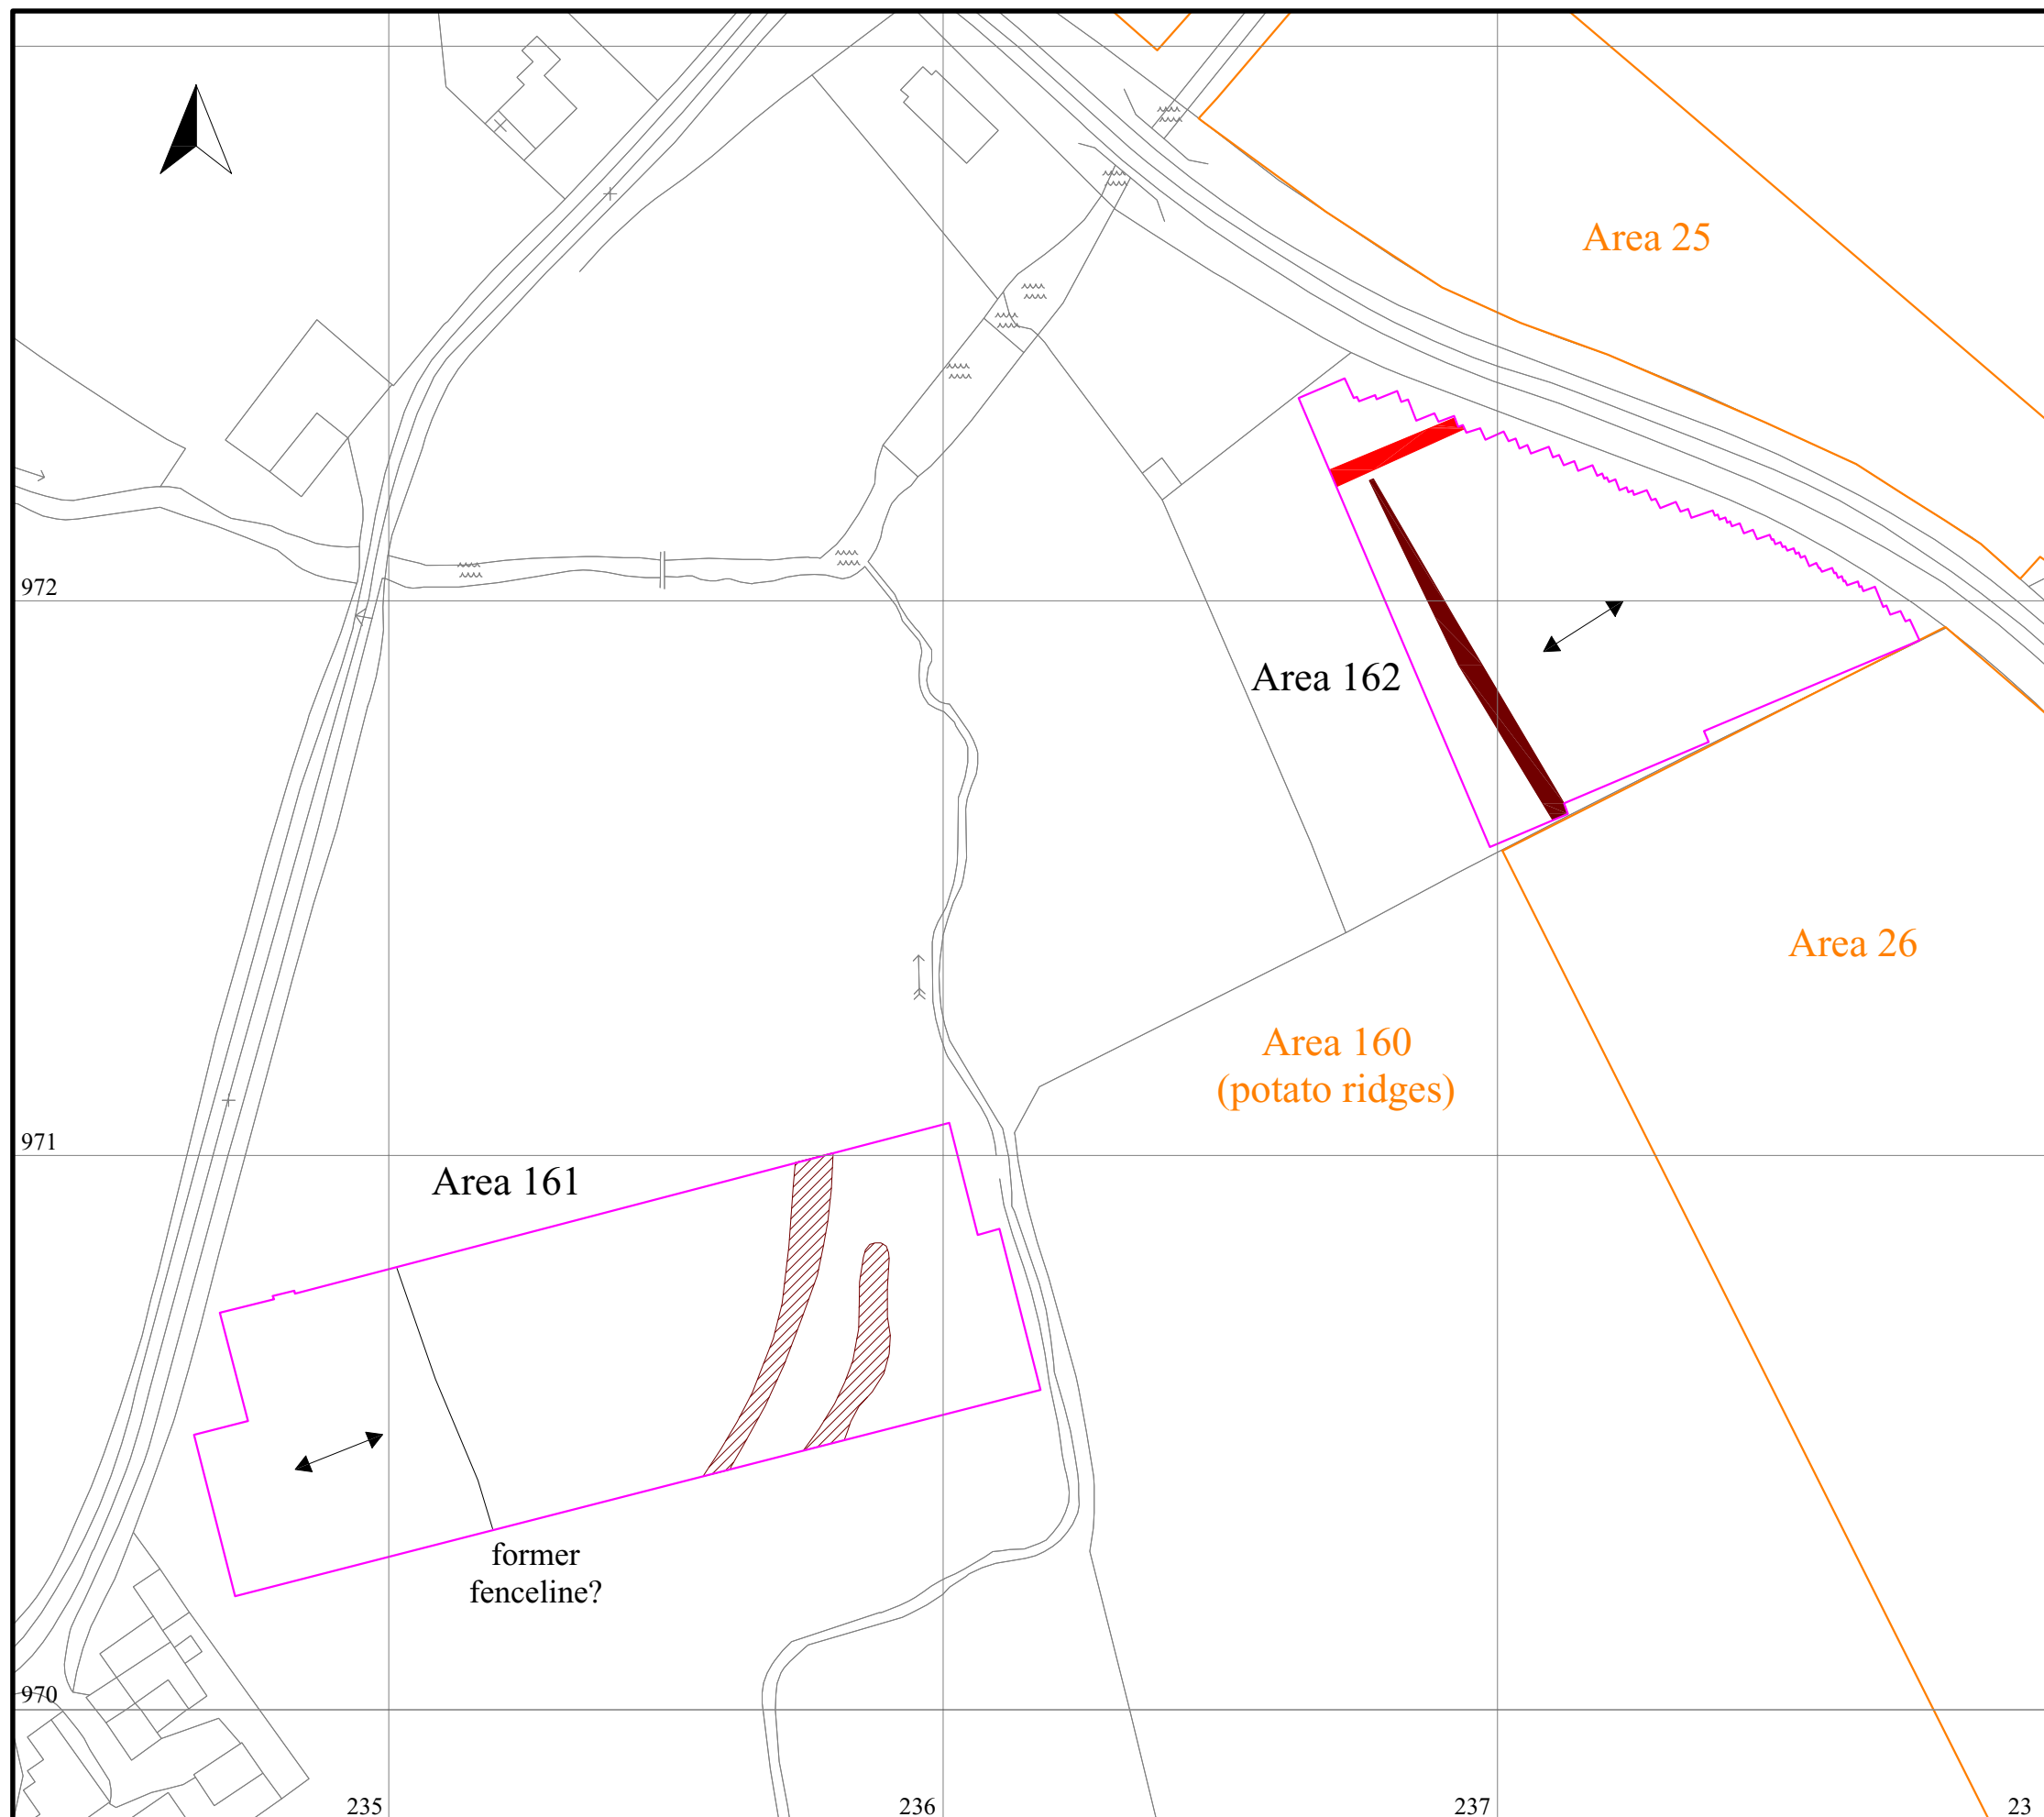 Area 25
972
Area 162
Area 26
Area 160
(potato ridges)
971
Area 161
former
fenceline?
970
235
236
237
23